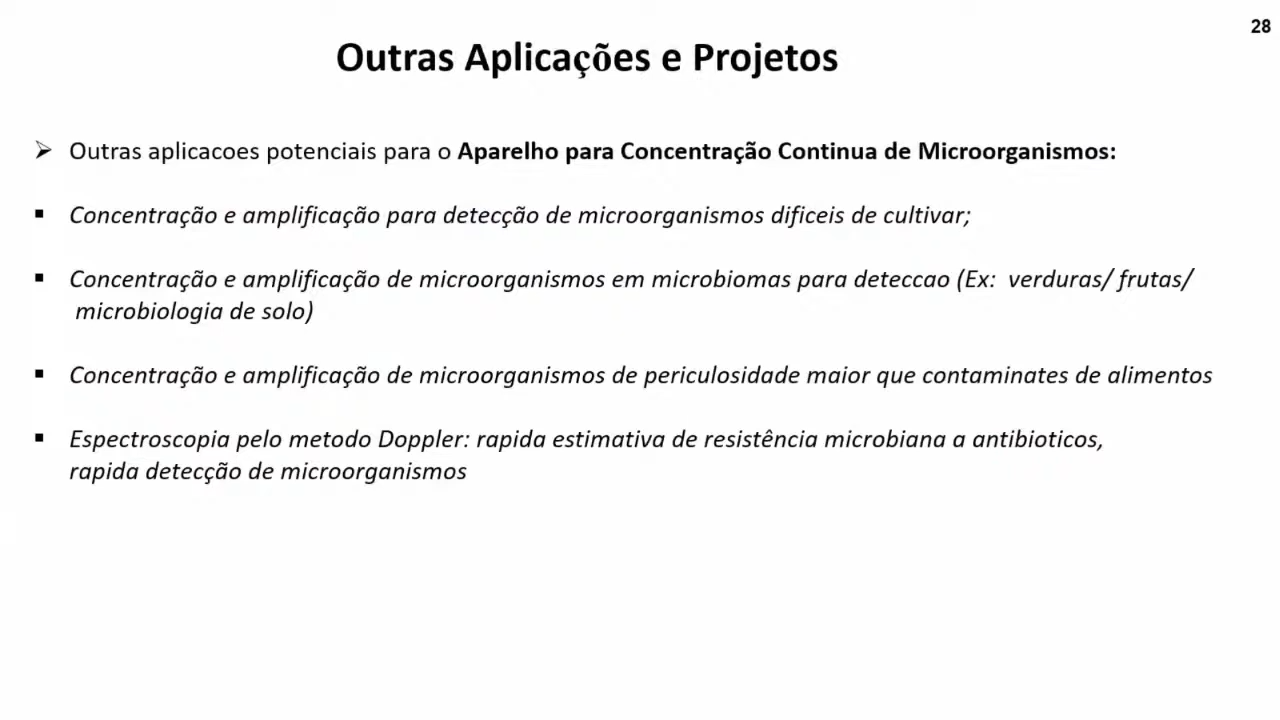 28
Outras Aplicações e Projetos
➢ Outras aplicacoes potenciais para o Aparelho para Concentração Continua de Microorganismos:
▪ Concentração e amplificação para detecção de microorganismos dificeis de cultivar;
▪ Concentração e amplificação de microorganismos em microbiomas para deteccao (Ex: verduras/ frutas/
microbiologia de solo)
▪ Concentração e amplificação de microorganismos de periculosidade maior que contaminates de alimentos
▪ Espectroscopia pelo metodo Doppler: rapida estimativa de resistência microbiana a antibioticos,
rapida detecção de microorganismos